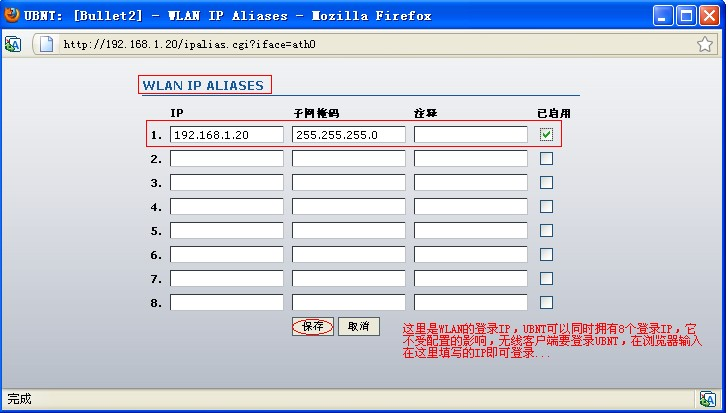 UBNT: [Bullet2] - WLAN IP Aliases - Mozilla Firefox
http://192.168.1.20/ipalias.cgi?iface=ath0
WLAN IP ALIASES
IP 子网掩码 注释 已启用
1. 192.168.1.20 255.255.255.0
2.
3.
4.
5.
6.
7.
8.
保存 取消
这里是WLAN的登录IP，UBNT可以同时拥有8个登录IP，它
不受配置的影响，无线客户端要登录UBNT，在浏览器输入
在这里填写的IP即可登录...
完成